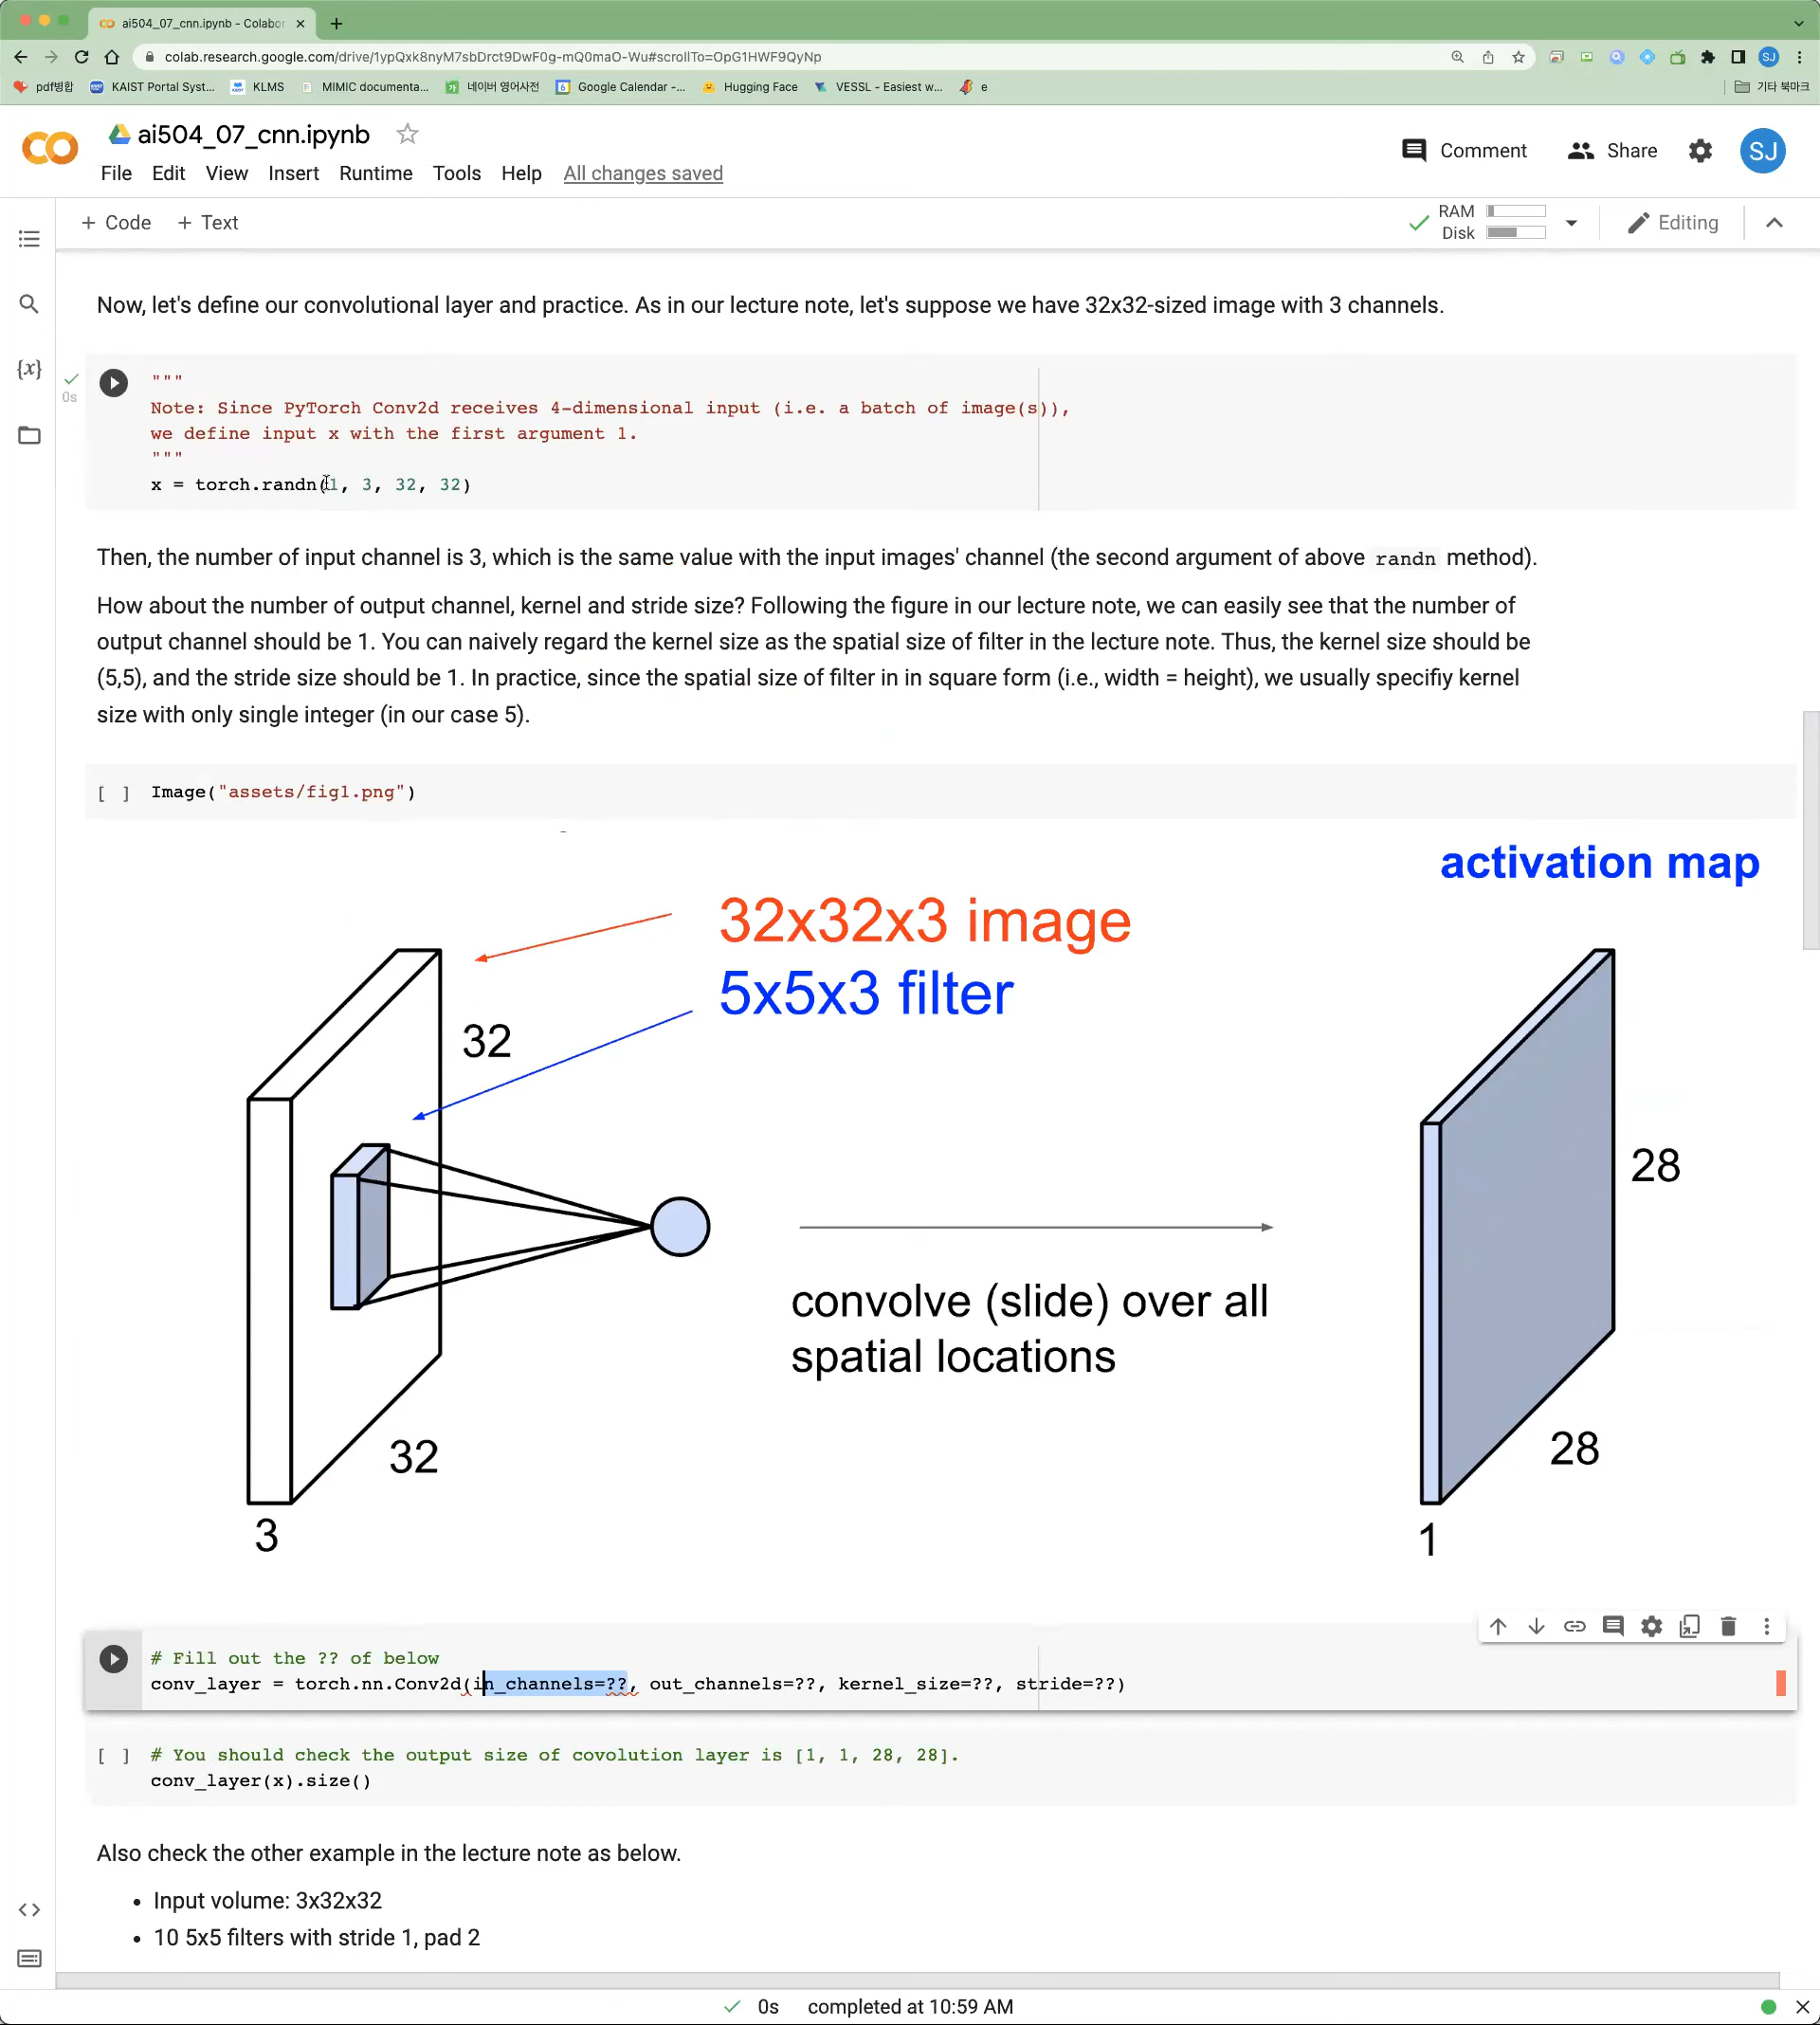 ai504_07_cnn.ipynb - Colabor
colab.research.google.com/drive/1ypQxk8nyM7sbDrct9DwF0g-mQ0maO-Wu#scrollTo=OpG1HWF9QyNp
SJ
pdf병합 KAIST Portal Syst... KLMS MIMIC documenta... 네이버 영어사전 Google Calendar -... Hugging Face VESSL - Easiest w... e 기타 북마크
ai504_07_cnn.ipynb
Comment Share SJ
File Edit View Insert Runtime Tools Help All changes saved
+ Code + Text
RAM
Disk
Editing
Now, let's define our convolutional layer and practice. As in our lecture note, let's suppose we have 32x32-sized image with 3 channels.
0s
"""
Note: Since PyTorch Conv2d receives 4-dimensional input (i.e. a batch of image(s)),
we define input x with the first argument 1.
"""
x = torch.randn(1, 3, 32, 32)
Then, the number of input channel is 3, which is the same value with the input images' channel (the second argument of above randn method).
How about the number of output channel, kernel and stride size? Following the figure in our lecture note, we can easily see that the number of
output channel should be 1. You can naively regard the kernel size as the spatial size of filter in the lecture note. Thus, the kernel size should be
(5,5), and the stride size should be 1. In practice, since the spatial size of filter in in square form (i.e., width = height), we usually specifiy kernel
size with only single integer (in our case 5).
[ ] Image("assets/fig1.png")
activation map
32x32x3 image
5x5x3 filter
32
28
convolve (slide) over all
spatial locations
32
28
3
1
# Fill out the ?? of below
conv_layer = torch.nn.Conv2d(in_channels=??, out_channels=??, kernel_size=??, stride=??)
[ ] # You should check the output size of covolution layer is [1, 1, 28, 28].
conv_layer(x).size()
Also check the other example in the lecture note as below.
• Input volume: 3x32x32
• 10 5x5 filters with stride 1, pad 2
0s completed at 10:59 AM